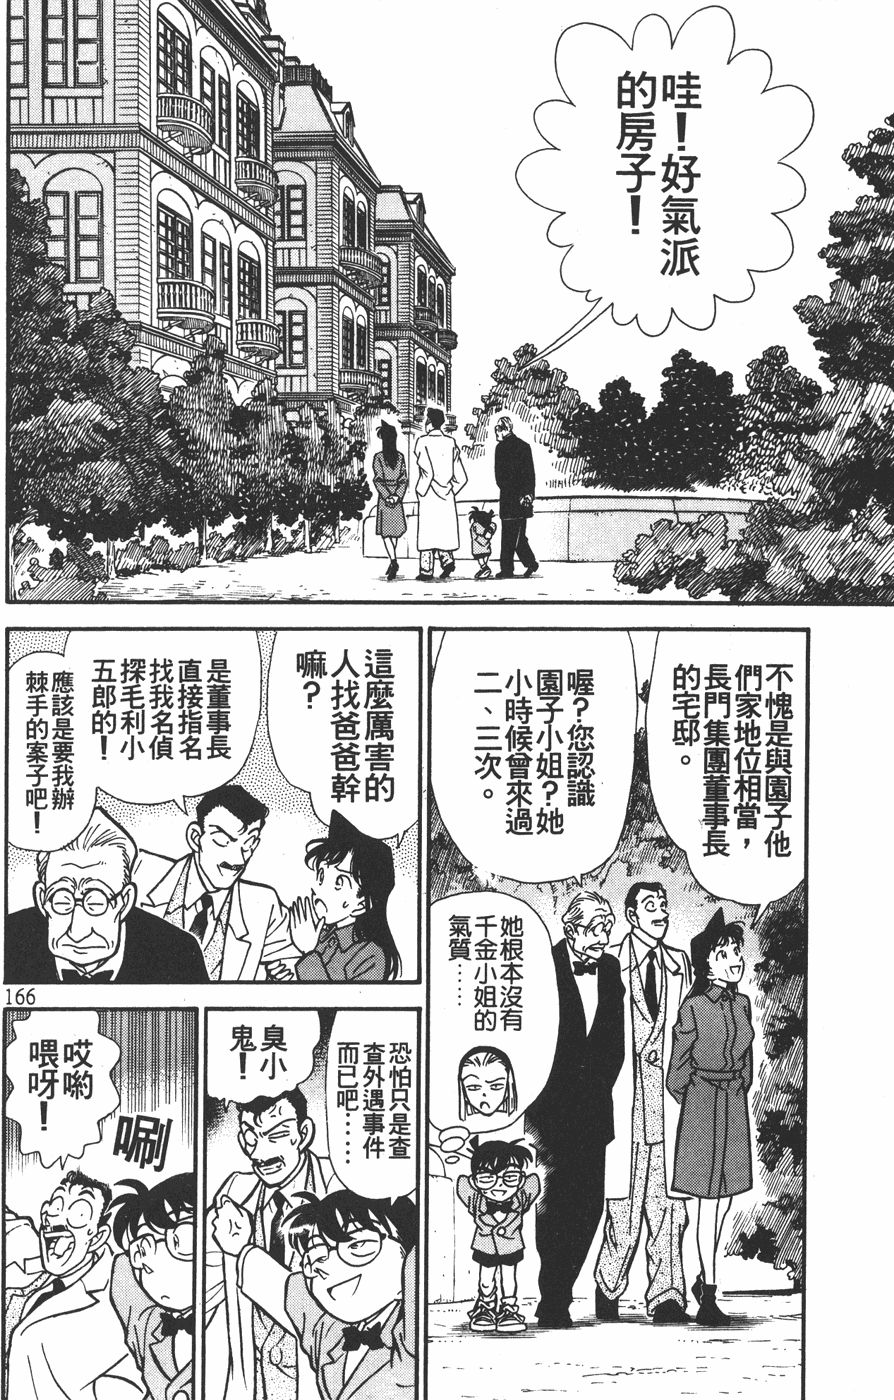 哇！好氣派
的房子！
不愧是與園子他
們家地位相當，
長門集團董事長
的宅邸。
喔？您認識
園子小姐？她
小時候曾來過
二、三次。
她根本沒有
千金小姐的
氣質……
這麼厲害的
人找爸爸幹
嘛？
是董事長
直接指名
找我名偵
探毛利小
五郎的！
應該是要我辦
棘手的案子吧！
166
恐怕只是查
查外遇事件
而已吧……
臭小
鬼！
唰
哎喲
喂呀！